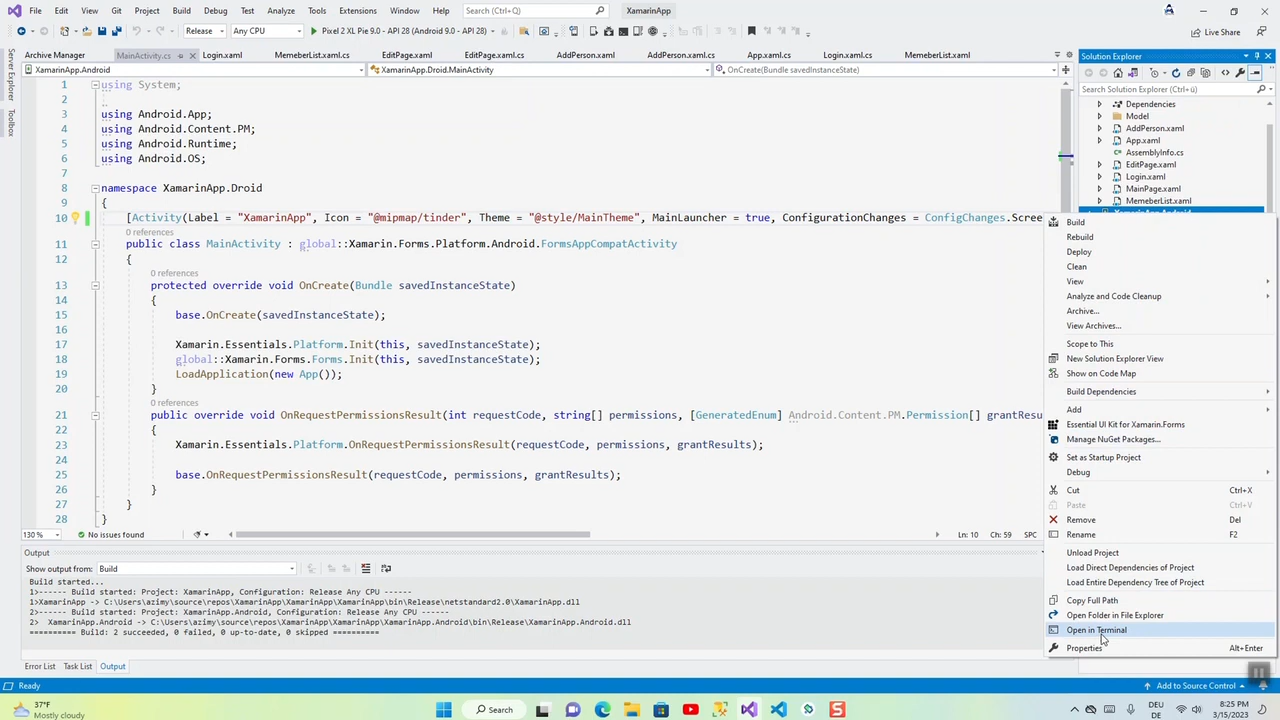 File Edit View Git Project Build Debug Test Analyze Tools Extensions Window Help Search (Ctrl+Q) XamarinApp
Release Any CPU Pixel 2 XL Pie 9.0 - API 28 (Android 9.0 - API 28) Live Share
Archive Manager MainActivity.cs Login.xaml MemeberList.xaml.cs EditPage.xaml.cs EditPage.xaml AddPerson.xaml AddPerson.xaml.cs App.xaml.cs Login.xaml.cs MemeberList.xaml
XamarinApp.Android XamarinApp.Droid.MainActivity OnCreate(Bundle savedInstanceState)
Server Explorer
Toolbox
1 using System;
2
3 using Android.App;
4 using Android.Content.PM;
5 using Android.Runtime;
6 using Android.OS;
7
8 namespace XamarinApp.Droid
9 {
10 [Activity(Label = "XamarinApp", Icon = "@mipmap/tinder", Theme = "@style/MainTheme", MainLauncher = true, ConfigurationChanges = ConfigChanges.Scree
0 references
11 public class MainActivity : global::Xamarin.Forms.Platform.Android.FormsAppCompatActivity
12 {
0 references
13 protected override void OnCreate(Bundle savedInstanceState)
14 {
15 base.OnCreate(savedInstanceState);
16
17 Xamarin.Essentials.Platform.Init(this, savedInstanceState);
18 global::Xamarin.Forms.Forms.Init(this, savedInstanceState);
19 LoadApplication(new App());
20 }
0 references
21 public override void OnRequestPermissionsResult(int requestCode, string[] permissions, [GeneratedEnum] Android.Content.PM.Permission[] grantResu
22 {
23 Xamarin.Essentials.Platform.OnRequestPermissionsResult(requestCode, permissions, grantResults);
24
25 base.OnRequestPermissionsResult(requestCode, permissions, grantResults);
26 }
27 }
28 }
130 % No issues found Ln: 10 Ch: 59 SPC
Output
Show output from: Build
Build started...
1>------ Build started: Project: XamarinApp, Configuration: Release Any CPU ------
1>XamarinApp -> C:\Users\azimy\source\repos\XamarinApp\XamarinApp\XamarinApp\bin\Release\netstandard2.0\XamarinApp.dll
2>------ Build started: Project: XamarinApp.Android, Configuration: Release Any CPU ------
2> XamarinApp.Android -> C:\Users\azimy\source\repos\XamarinApp\XamarinApp\XamarinApp.Android\bin\Release\XamarinApp.Android.dll
========== Build: 2 succeeded, 0 failed, 0 up-to-date, 0 skipped ==========
Error List Task List Output
Solution Explorer
Search Solution Explorer (Ctrl+ü)
Dependencies
Model
AddPerson.xaml
App.xaml
AssemblyInfo.cs
EditPage.xaml
Login.xaml
MainPage.xaml
MemeberList.xaml
XamarinApp.Android
Build
Rebuild
Deploy
Clean
View
Analyze and Code Cleanup
Archive...
View Archives...
Scope to This
New Solution Explorer View
Show on Code Map
Build Dependencies
Add
Essential UI Kit for Xamarin.Forms
Manage NuGet Packages...
Set as Startup Project
Debug
Cut Ctrl+X
Paste Ctrl+V
Remove Del
Rename F2
Unload Project
Load Direct Dependencies of Project
Load Entire Dependency Tree of Project
Copy Full Path
Open Folder in File Explorer
Open in Terminal
Properties Alt+Enter
Ready Add to Source Control
37°F
Mostly cloudy
Search
DEU
DE
8:25 PM
3/15/2023